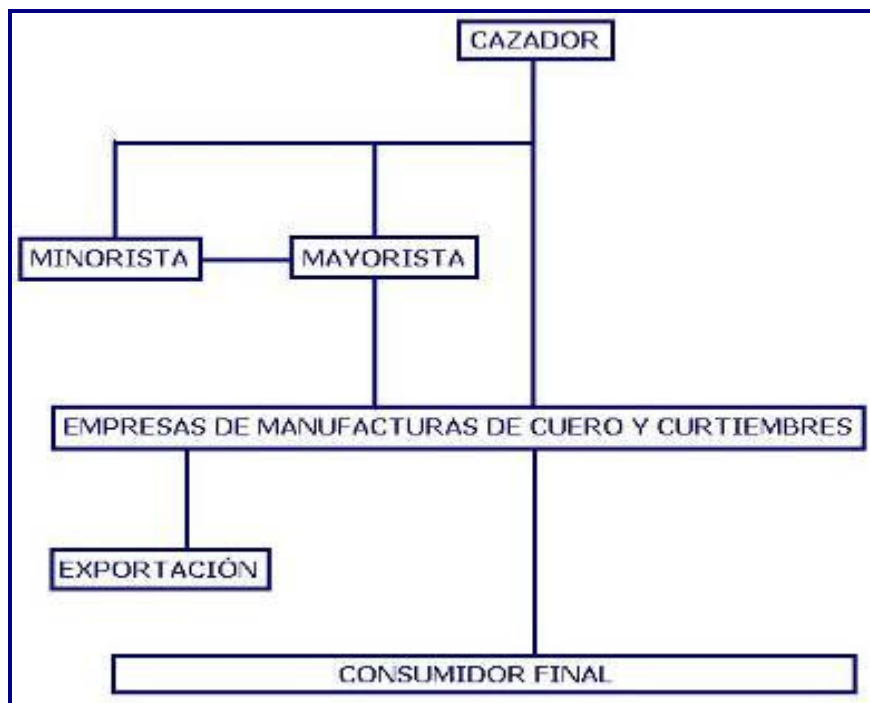 CAZADOR
MINORISTA
MAYORISTA
EMPRESAS DE MANUFACTURAS DE CUERO Y CURTIEMBRES
EXPORTACIÓN
CONSUMIDOR FINAL